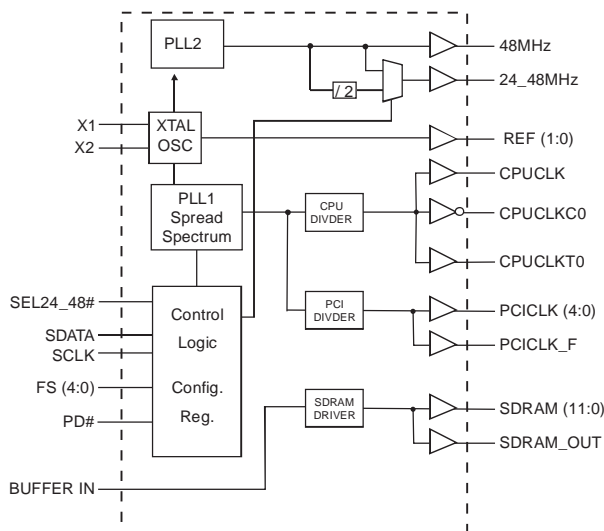 PLL2
48MHz
/ 2
24_48MHz
X1
X2
XTAL
OSC
REF (1:0)
CPUCLK
PLL1
Spread
Spectrum
CPU
DIVDER
CPUCLKC0
CPUCLKT0
SEL24_48#
SDATA
SCLK
FS (4:0)
PD#
Control
Logic
Config.
Reg.
PCI
DIVDER
PCICLK (4:0)
PCICLK_F
SDRAM
DRIVER
SDRAM (11:0)
SDRAM_OUT
BUFFER IN